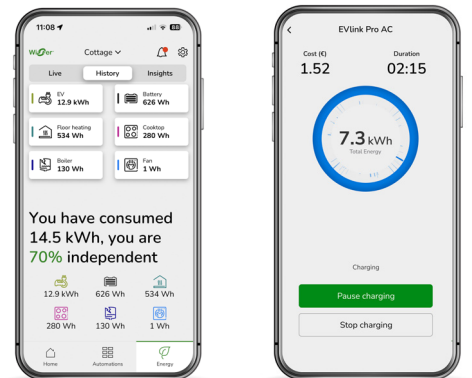 11:08
Wiser
Cottage
Live
History
Insights
EV
12.9 kWh
Battery
626 Wh
Floor heating
534 Wh
Cooktop
280 Wh
Boiler
130 Wh
Fan
1 Wh
You have consumed
14.5 kWh, you are
70% independent
12.9 kWh
626 Wh
534 Wh
280 Wh
130 Wh
1 Wh
Home
Automations
Energy
EVlink Pro AC
Cost (€)
Duration
1.52
02:15
7.3 kWh
Total Energy
Charging
Pause charging
Stop charging